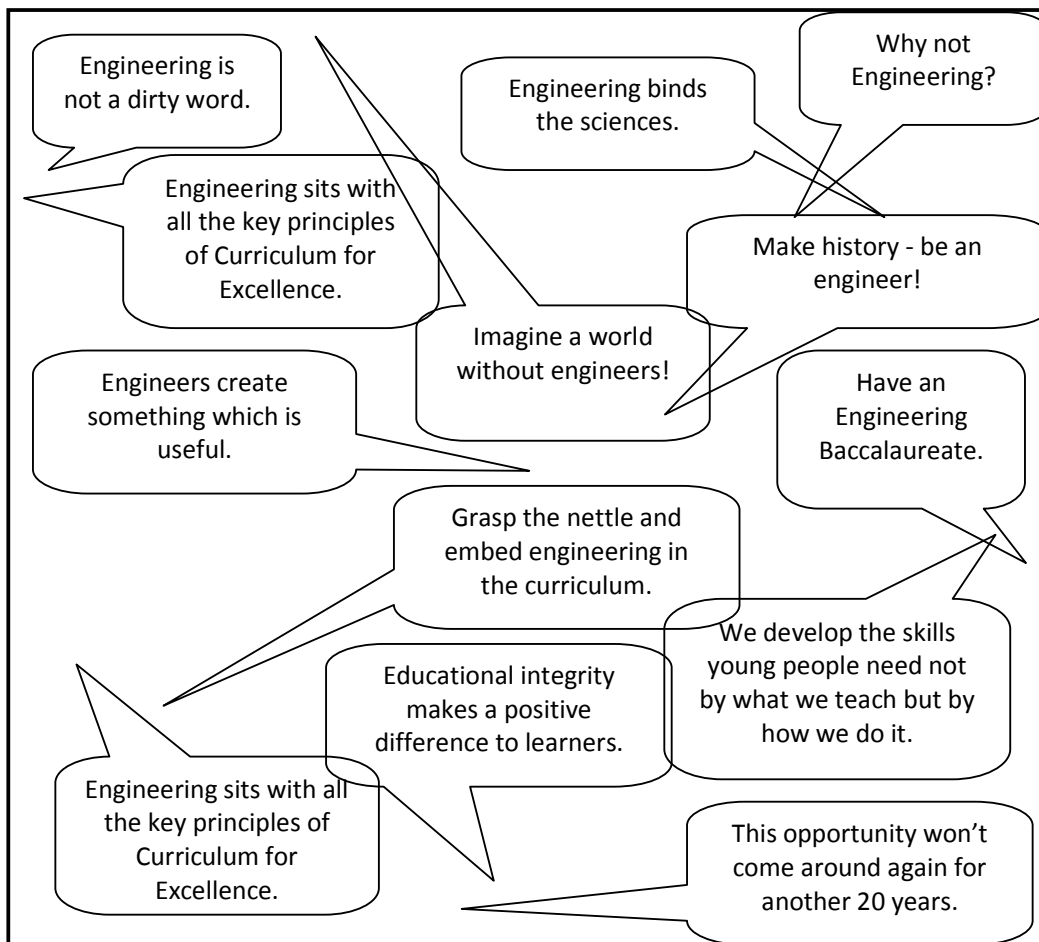 Engineering is
not a dirty word.
Engineering binds
the sciences.
Why not
Engineering?
Engineering sits with
all the key principles
of Curriculum for
Excellence.
Make history - be an
engineer!
Imagine a world
without engineers!
Engineers create
something which is
useful.
Have an
Engineering
Baccalaureate.
Grasp the nettle and
embed engineering in
the curriculum.
We develop the skills
young people need not
by what we teach but by
how we do it.
Educational integrity
makes a positive
difference to learners.
Engineering sits with all
the key principles of
Curriculum for
Excellence.
This opportunity won’t
come around again for
another 20 years.